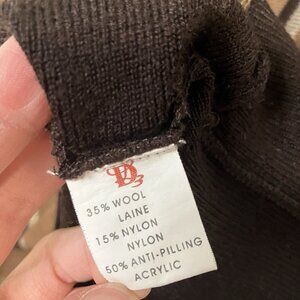 35% WOOL
LAINE
15% NYLON
NYLON
50% ANTI-PILLING
ACRYLIC